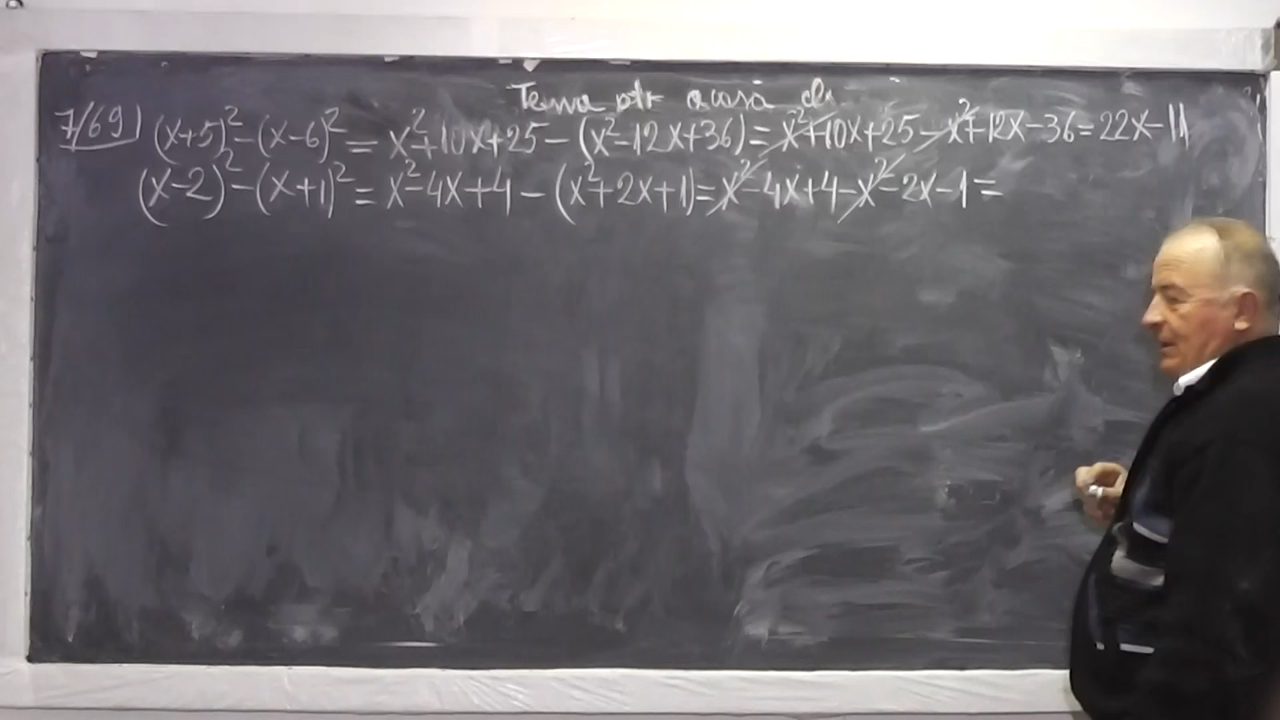 Tema ptr acasă di
7/69) (x+5)²-(x-6)² = x²+10x+25-(x²-12x+36)= x²+10x+25-x²+12x-36=22x-11
(x-2)²-(x+1)² = x²-4x+4-(x²+2x+1)=x²-4x+4-x²-2x-1=